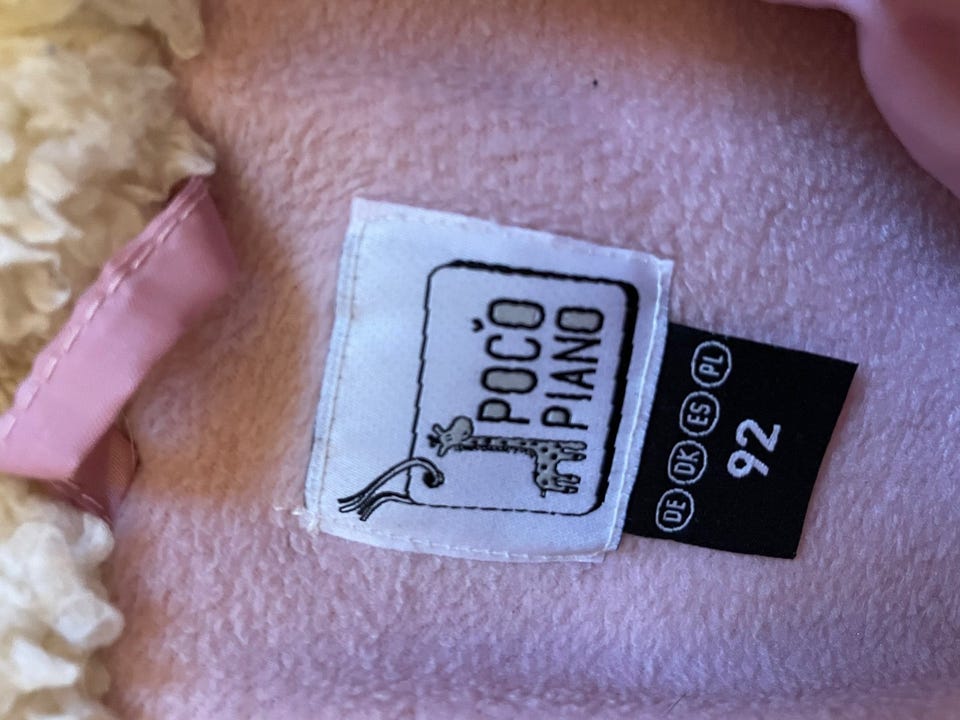 POCO
PIANO
DE DK ES PL
92